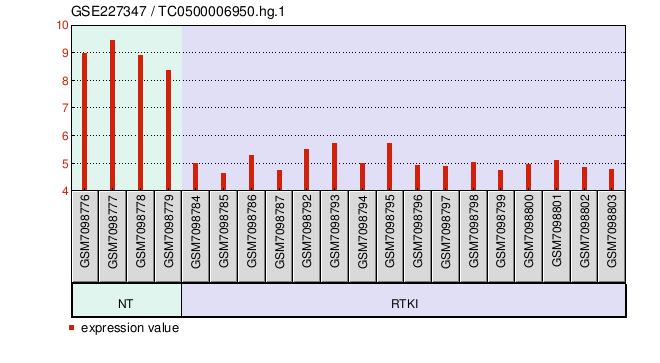 GSE227347 / TC0500006950.hg.1
10
9
8
7
6
5
4
GSM7098776
GSM7098777
GSM7098778
GSM7098779
GSM7098784
GSM7098785
GSM7098786
GSM7098787
GSM7098792
GSM7098793
GSM7098794
GSM7098795
GSM7098796
GSM7098797
GSM7098798
GSM7098799
GSM7098800
GSM7098801
GSM7098802
GSM7098803
NT
RTKI
expression value